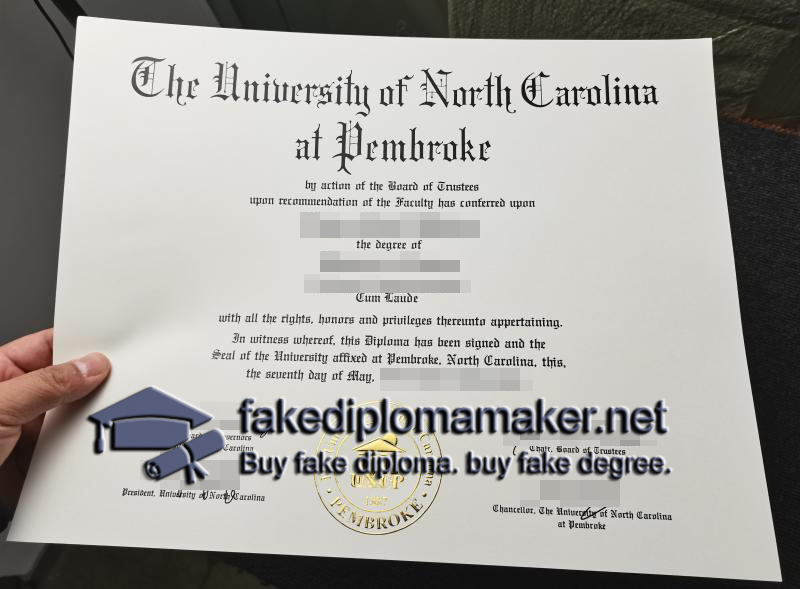 The University of North Carolina
at Pembroke
by action of the Board of Trustees
upon recommendation of the Faculty has conferred upon
the degree of
Cum Laude
with all the rights, honors and privileges thereunto appertaining.
In witness whereof, this Diploma has been signed and the
Seal of the University affixed at Pembroke, North Carolina, this,
the seventh day of May,
fakediplomamaker.net
Buy fake diploma. buy fake degree.
Chair, Board of Trustees
President, University of North Carolina
1887
PEMBROKE
Chancellor, The University of North Carolina
at Pembroke